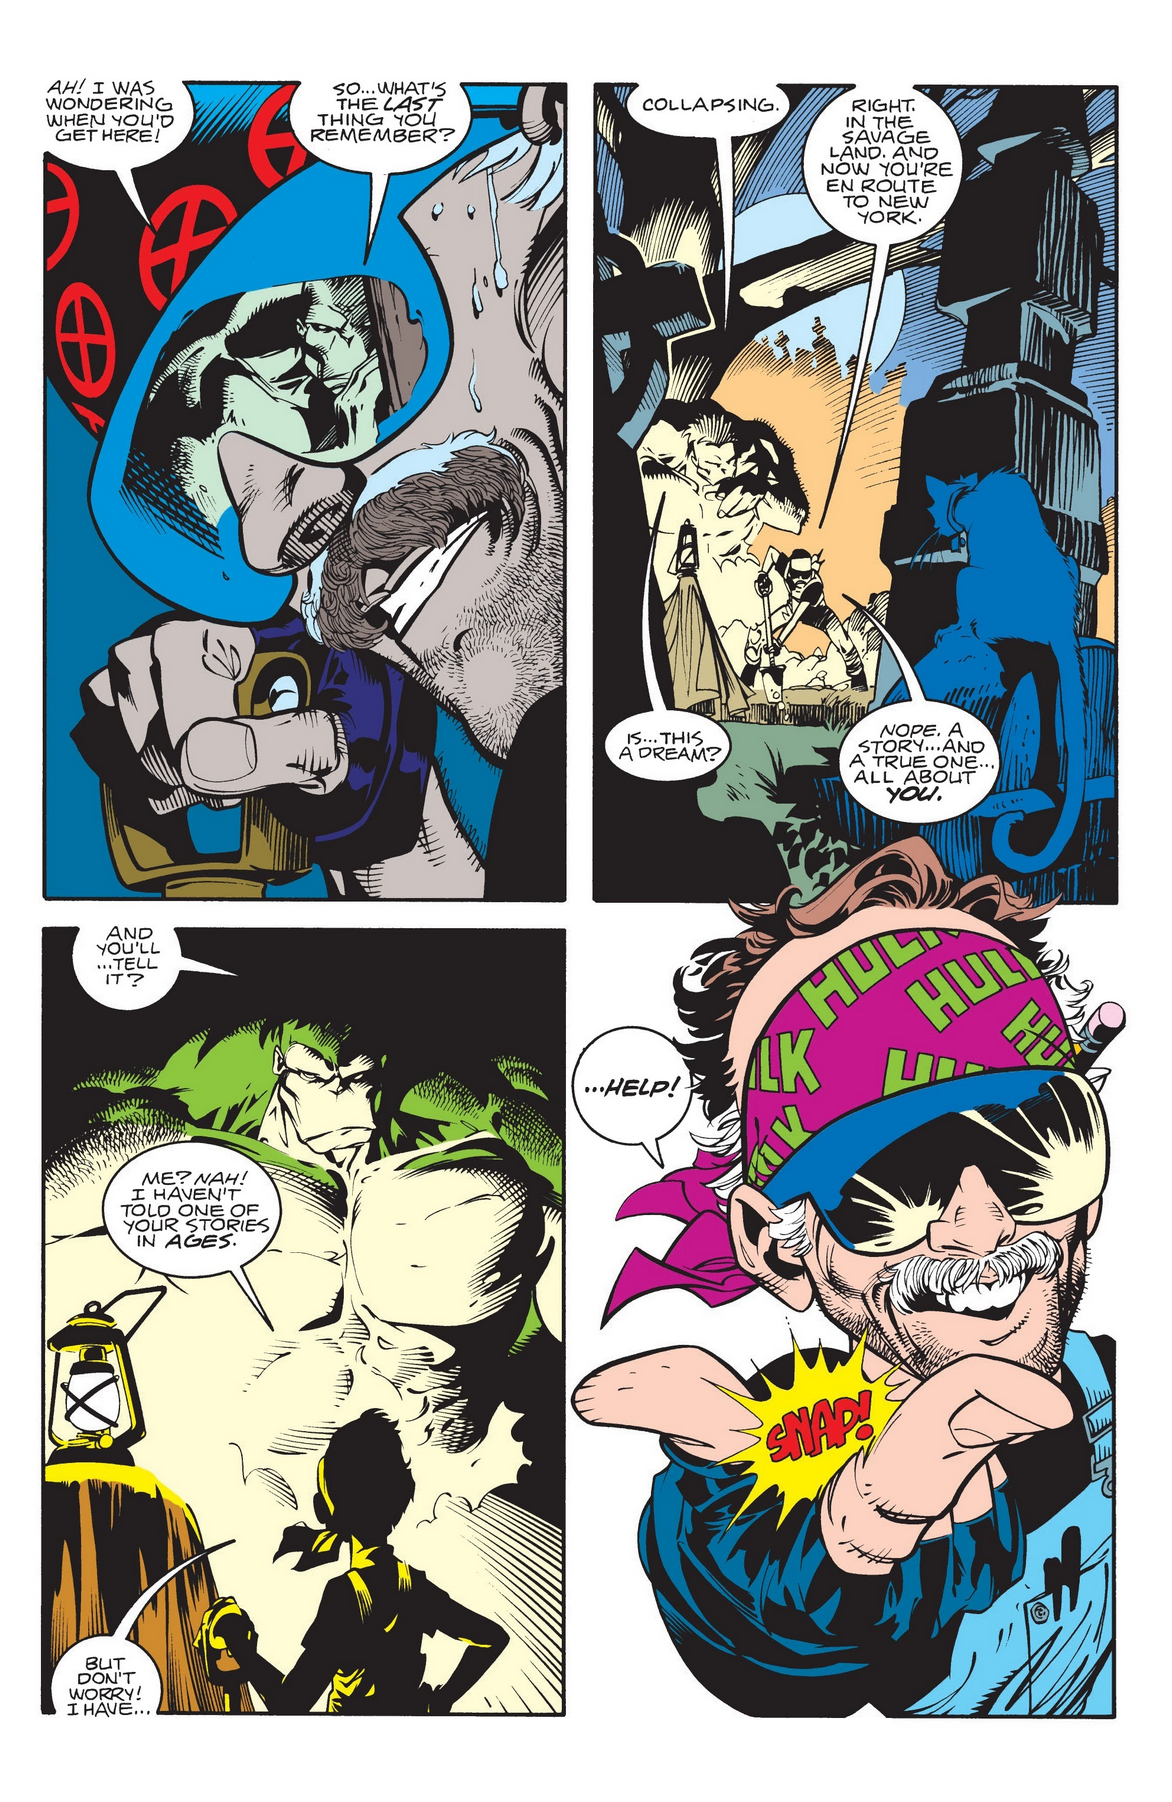 AH! I WAS
WONDERING
WHEN YOU'D
GET HERE!
SO...WHAT'S
THE LAST
THING YOU
REMEMBER?
COLLAPSING.
RIGHT.
IN THE
SAVAGE
LAND. AND
NOW YOU'RE
EN ROUTE
TO NEW
YORK.
IS...THIS
A DREAM?
NOPE. A
STORY...AND
A TRUE ONE...
ALL ABOUT
YOU.
AND
YOU'LL
...TELL
IT?
ME? NAH!
I HAVEN'T
TOLD ONE OF
YOUR STORIES
IN AGES.
BUT
DON'T
WORRY!
I HAVE...
...HELP!
HULK
HULK
HULK
HULK
HULK
HULK
SNAP!